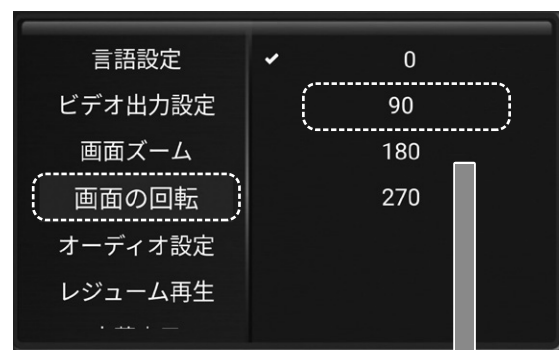 言語設定
ビデオ出力設定
画面ズーム
画面の回転
オーディオ設定
レジューム再生
✔ 0
90
180
270